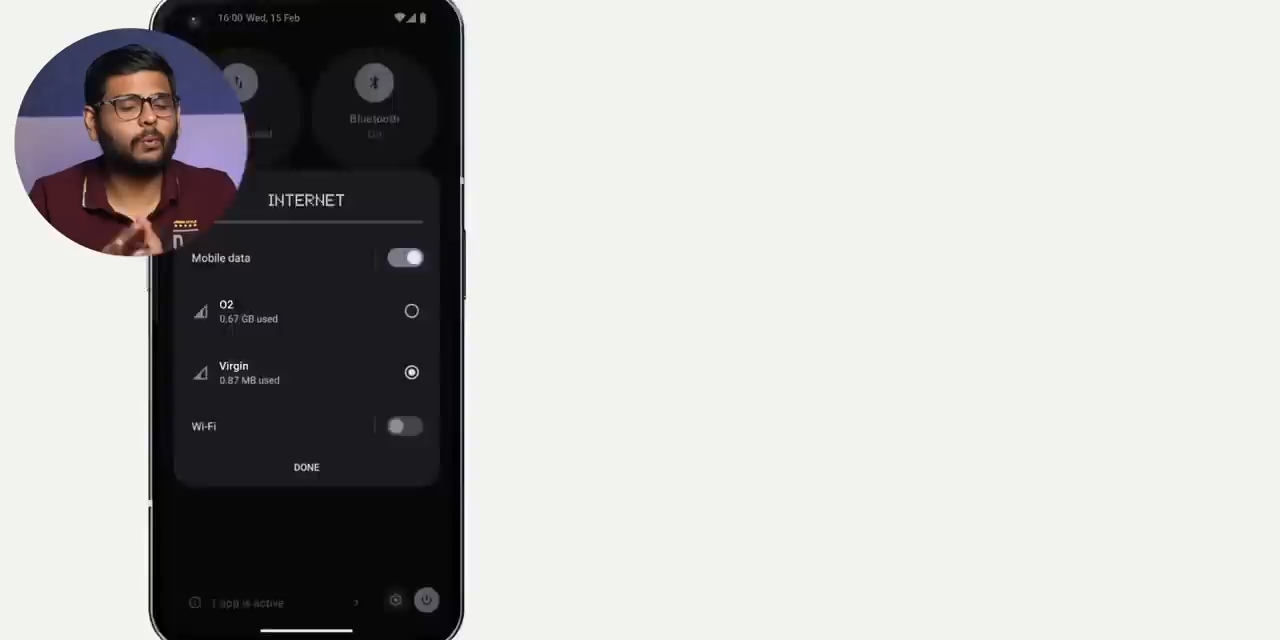 16:00 Wed, 15 Feb
Bluetooth
INTERNET
Mobile data
O2
0.67 GB used
Virgin
0.87 MB used
Wi-Fi
DONE
1 app is active